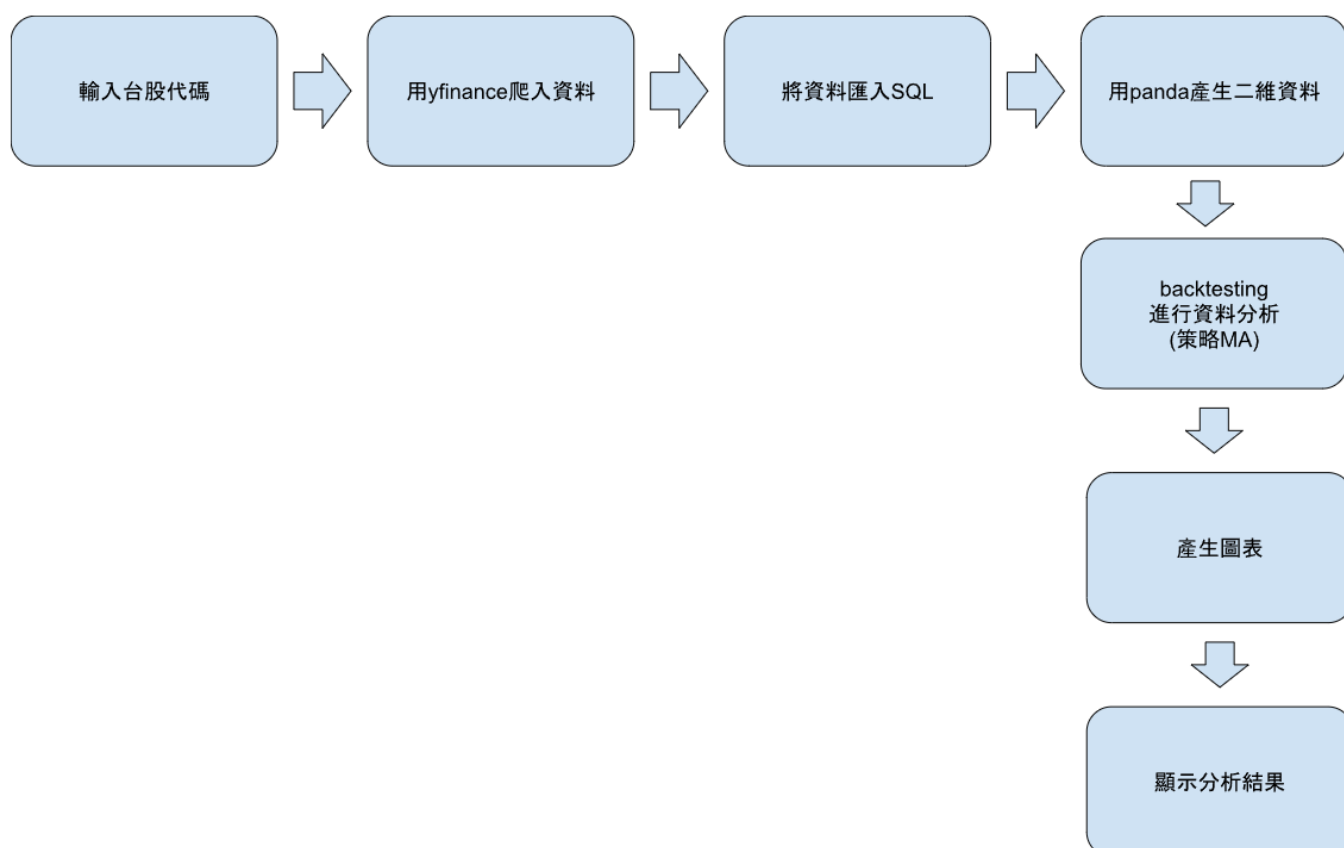 輸入台股代碼
用yfinance爬入資料
將資料匯入SQL
用panda產生二維資料
backtesting
進行資料分析
(策略MA)
產生圖表
顯示分析結果